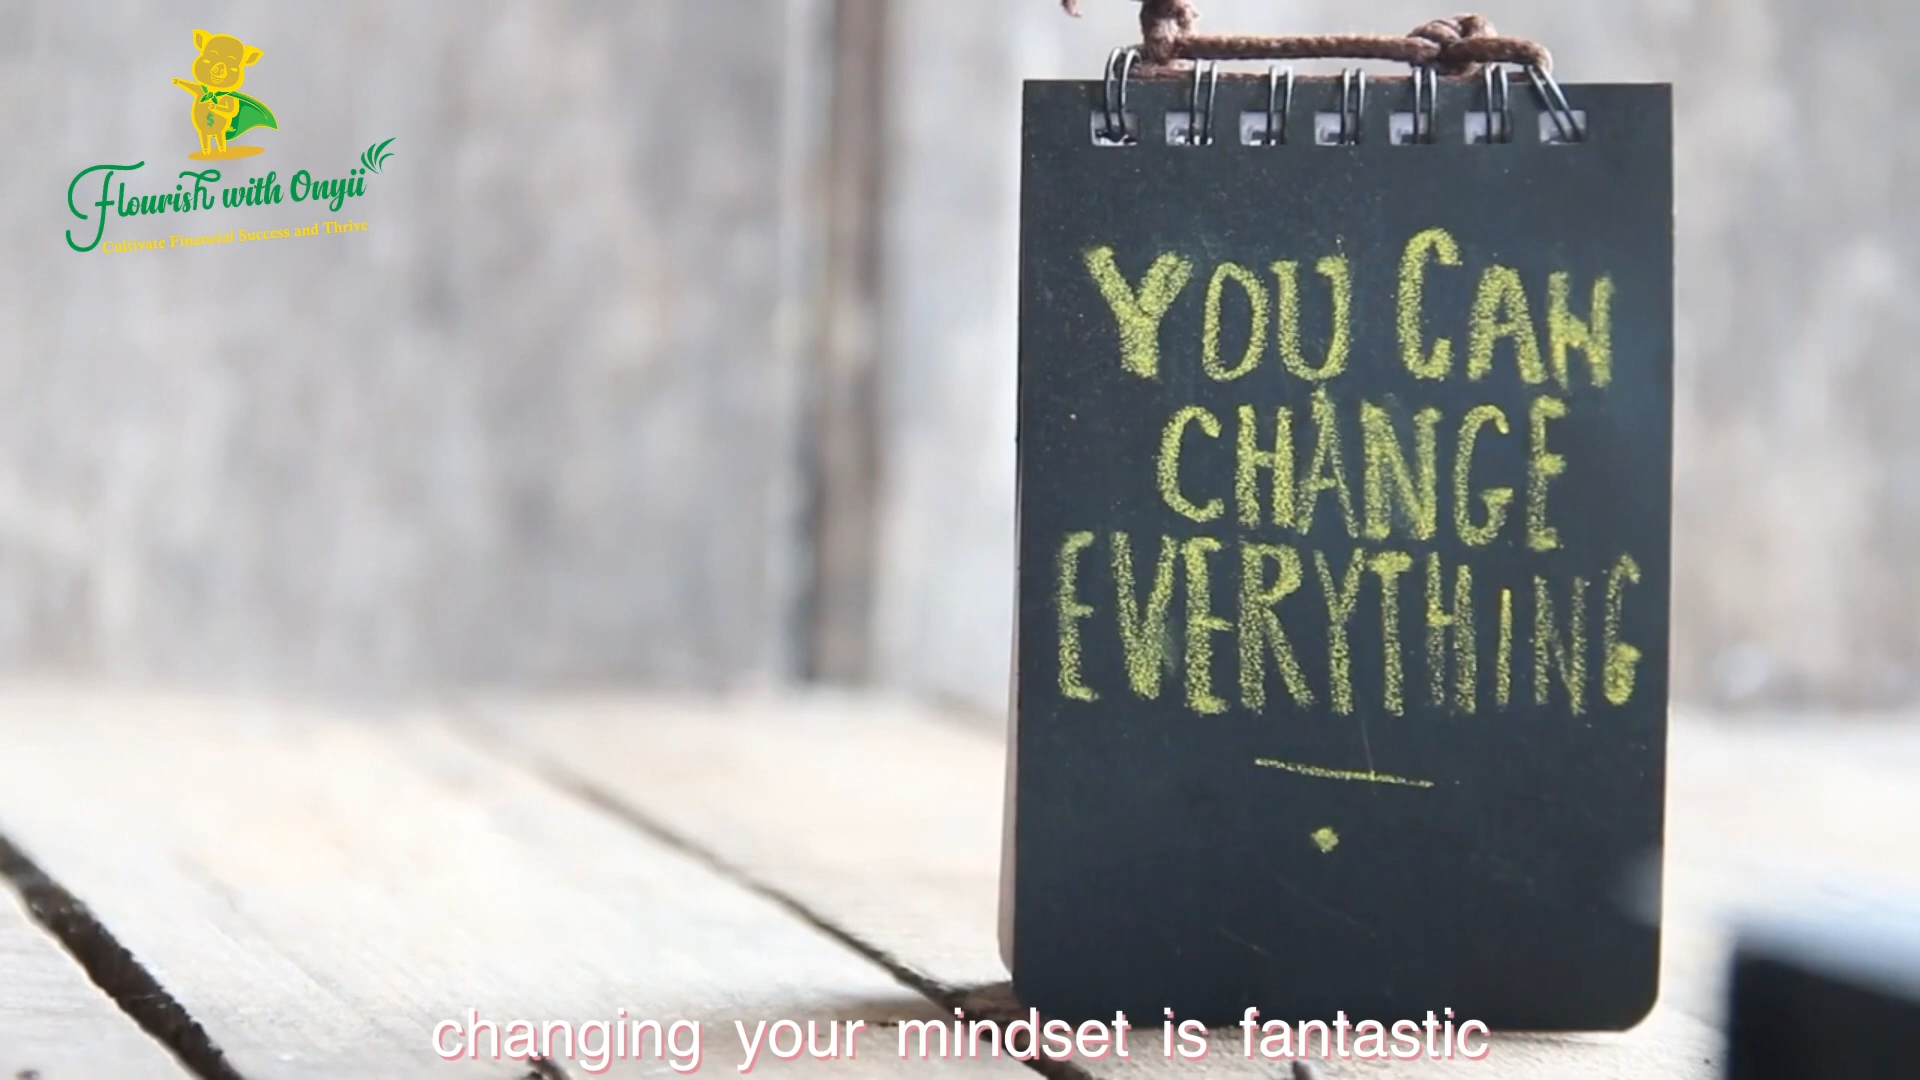 Flourish with Onyii
Cultivate Financial Success and Thrive
YOU CAN
CHANGE
EVERYTHING
changing your mindset is fantastic